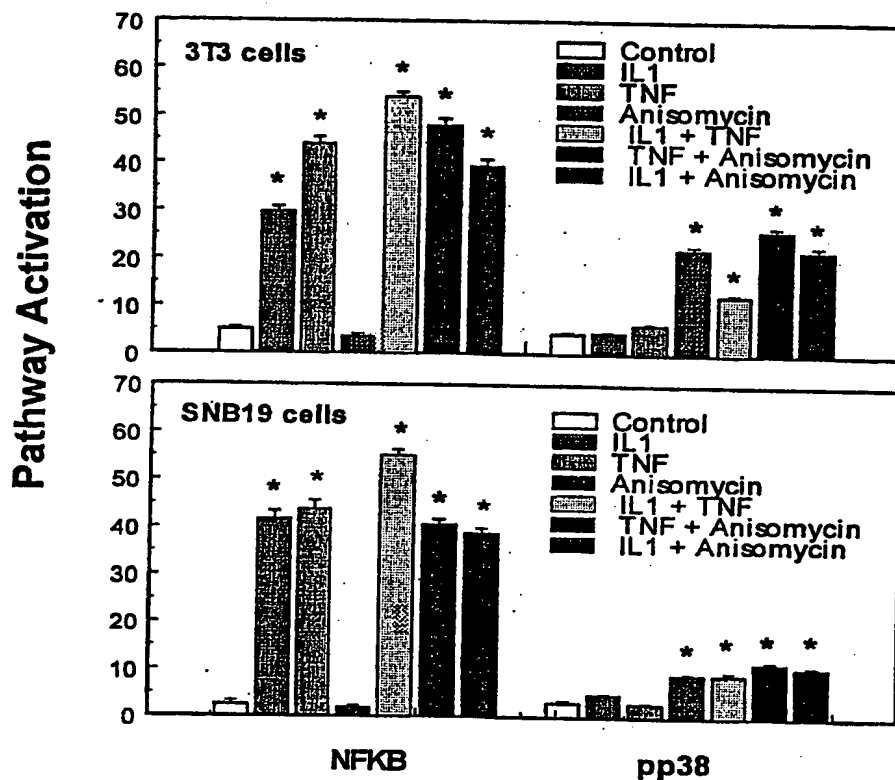 Pathway Activation
70
60
50
40
30
20
10
0
3T3 cells
* * * * *
* * * *
Control
IL1
TNF
Anisomycin
IL1 + TNF
TNF + Anisomycin
IL1 + Anisomycin
70
60
50
40
30
20
10
0
SNB19 cells
* * * * *
* * * *
Control
IL1
TNF
Anisomycin
IL1 + TNF
TNF + Anisomycin
IL1 + Anisomycin
NFKB
pp38